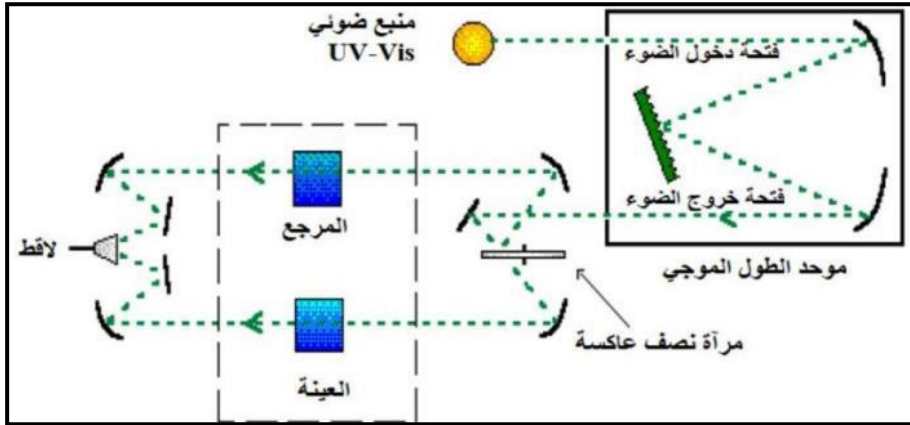 منبع ضوئي
UV-Vis
فتحة دخول الضوء
فتحة خروج الضوء
موحد الطول الموجي
المرجع
لاقط
مرآة نصف عاكسة
العينة